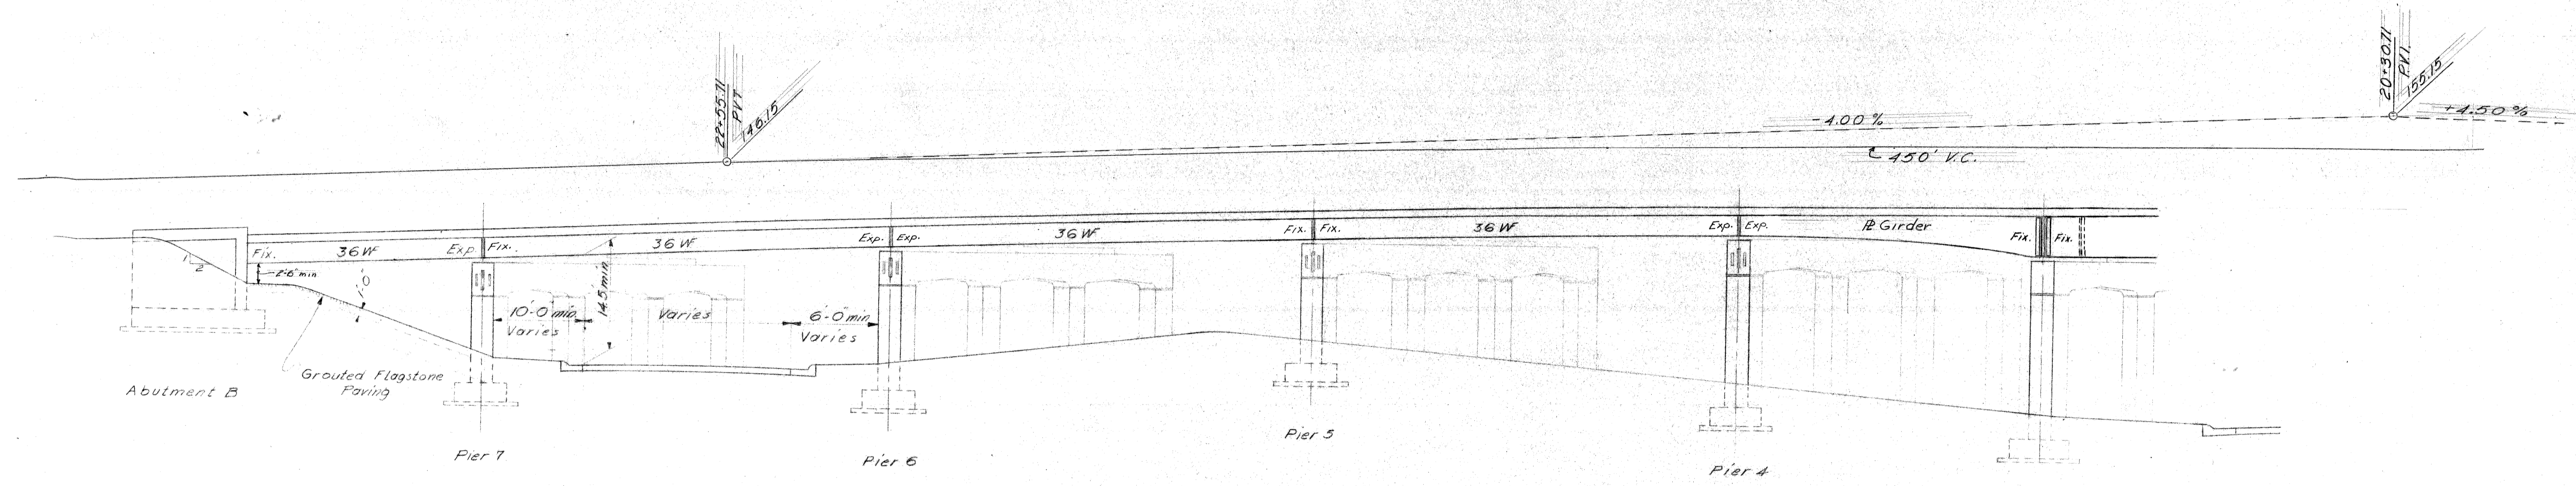 22+55.71
PVT
146.15
20+30.71
P.V.I.
155.15
-4.00%
+4.50%
℄ 450' V.C.
Fix.
36 WF
Exp.
Fix.
36 WF
Exp.
Exp.
36 WF
Fix.
Fix.
36 WF
Exp.
Exp.
℔ Girder
Fix.
Fix.
1
2
2'-6" min
1'-0
14.5 min.
10'-0 min
Varies
Varies
6'-0 min
Varies
Grouted Flagstone
Paving
Abutment B
Pier 7
Pier 6
Pier 5
Pier 4